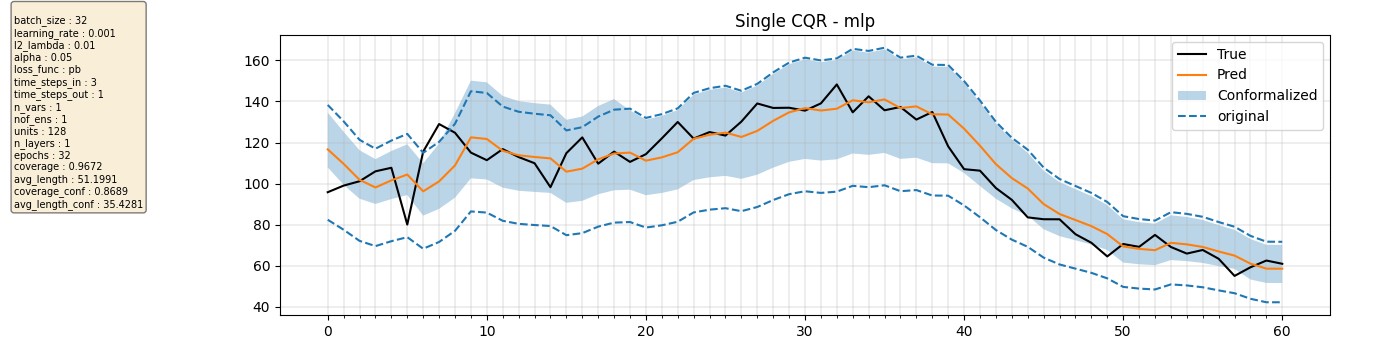 Single CQR - mlp
batch_size : 32
learning_rate : 0.001
l2_lambda : 0.01
alpha : 0.05
loss_func : pb
time_steps_in : 3
time_steps_out : 1
n_vars : 1
nof_ens : 1
units : 128
n_layers : 1
epochs : 32
coverage : 0.9672
avg_length : 51.1991
coverage_conf : 0.8689
avg_length_conf : 35.4281
160
140
120
100
80
60
40
True
Pred
Conformalized
original
0 10 20 30 40 50 60